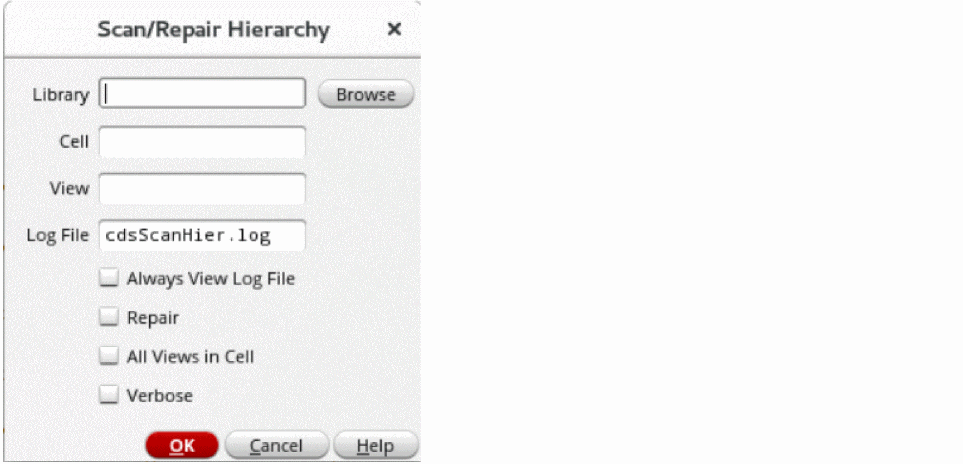 Scan/Repair Hierarchy ×
Library Browse
Cell
View
Log File cdsScanHier.log
Always View Log File
Repair
All Views in Cell
Verbose
OK Cancel Help